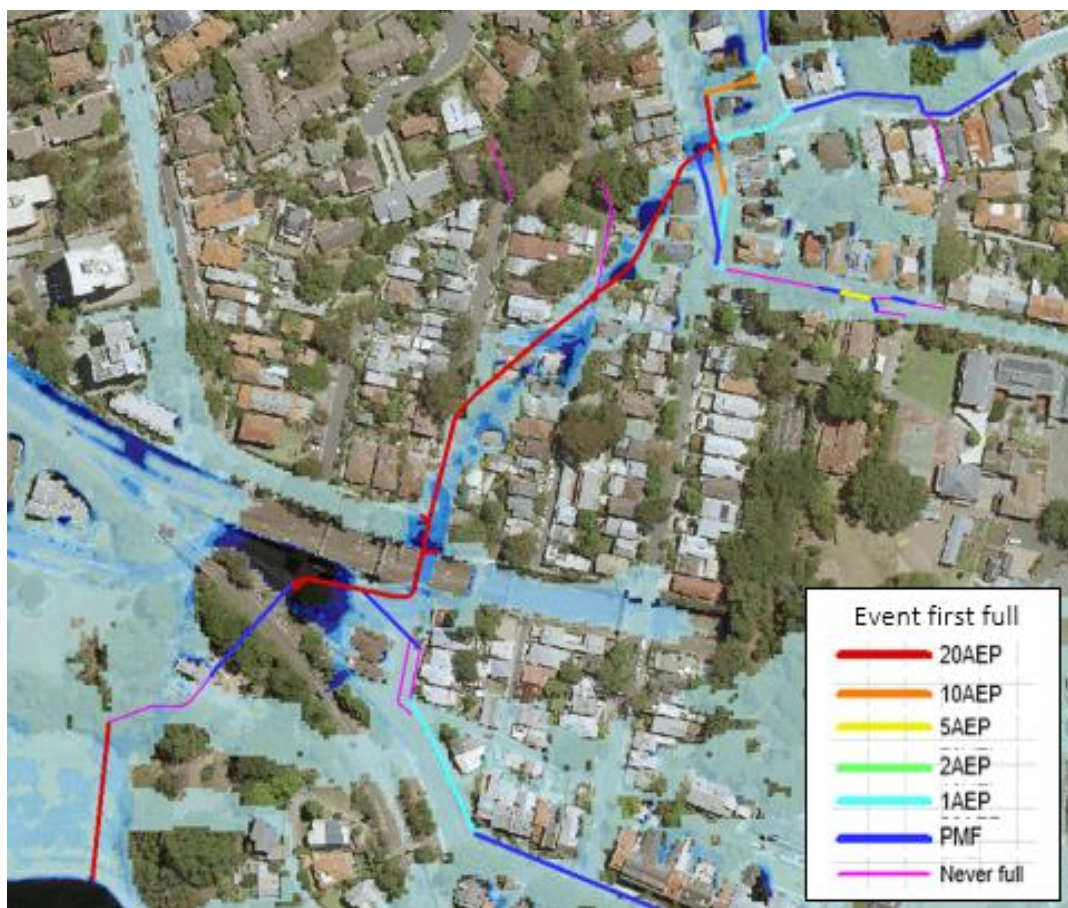 Event first full
20AEP
10AEP
5AEP
2AEP
1AEP
PMF
Never full